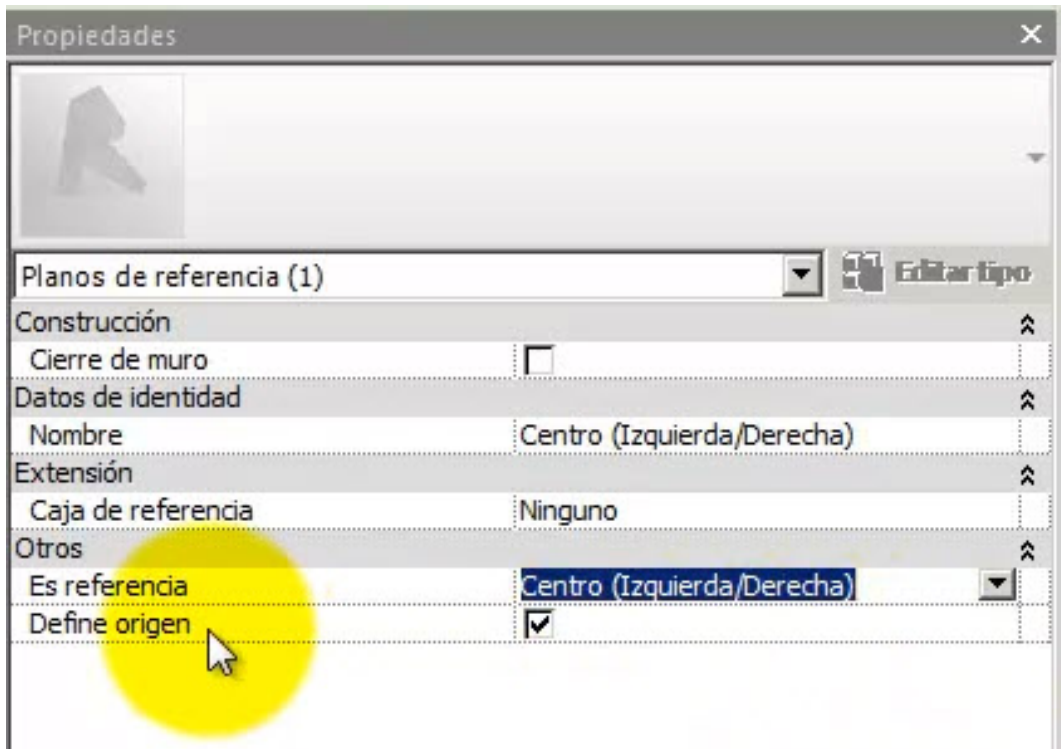 Propiedades
Planos de referencia (1) Editar tipo
Construcción
Cierre de muro
Datos de identidad
Nombre Centro (Izquierda/Derecha)
Extensión
Caja de referencia Ninguno
Otros
Es referencia Centro (Izquierda/Derecha)
Define origen